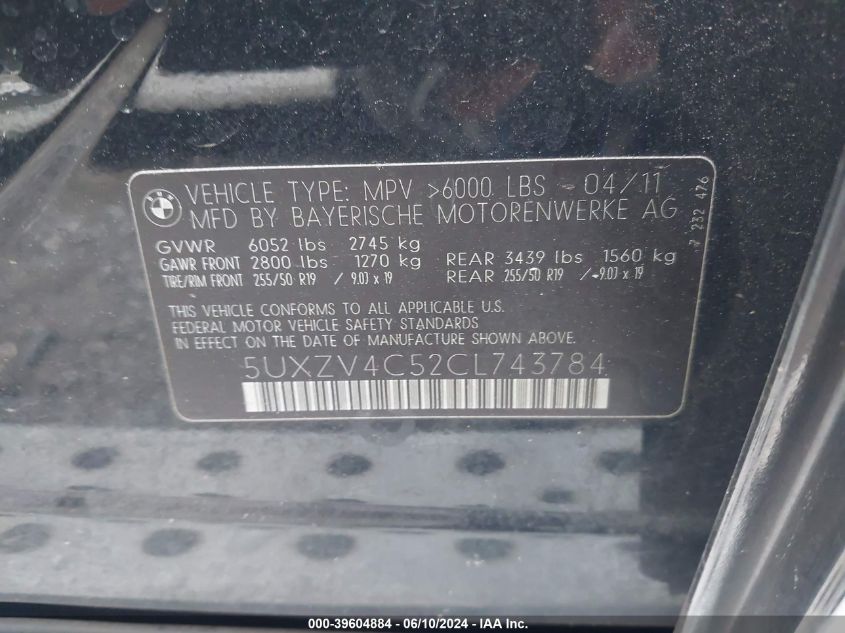 VEHICLE TYPE: MPV >6000 LBS - 04/11
MFD BY BAYERISCHE MOTORENWERKE AG
GVWR 6052 lbs 2745 kg
GAWR FRONT 2800 lbs 1270 kg REAR 3439 lbs 1560 kg
TIRE/RIM FRONT 255/50 R19 / 9.0J x 19 REAR 255/50 R19 / 9.0J x 19
THIS VEHICLE CONFORMS TO ALL APPLICABLE U.S.
FEDERAL MOTOR VEHICLE SAFETY STANDARDS
IN EFFECT ON THE DATE OF MANUFACTURE SHOWN ABOVE.
5UXZV4C52CL743784
7 232 476
000-39604884 - 06/10/2024 - IAA Inc.